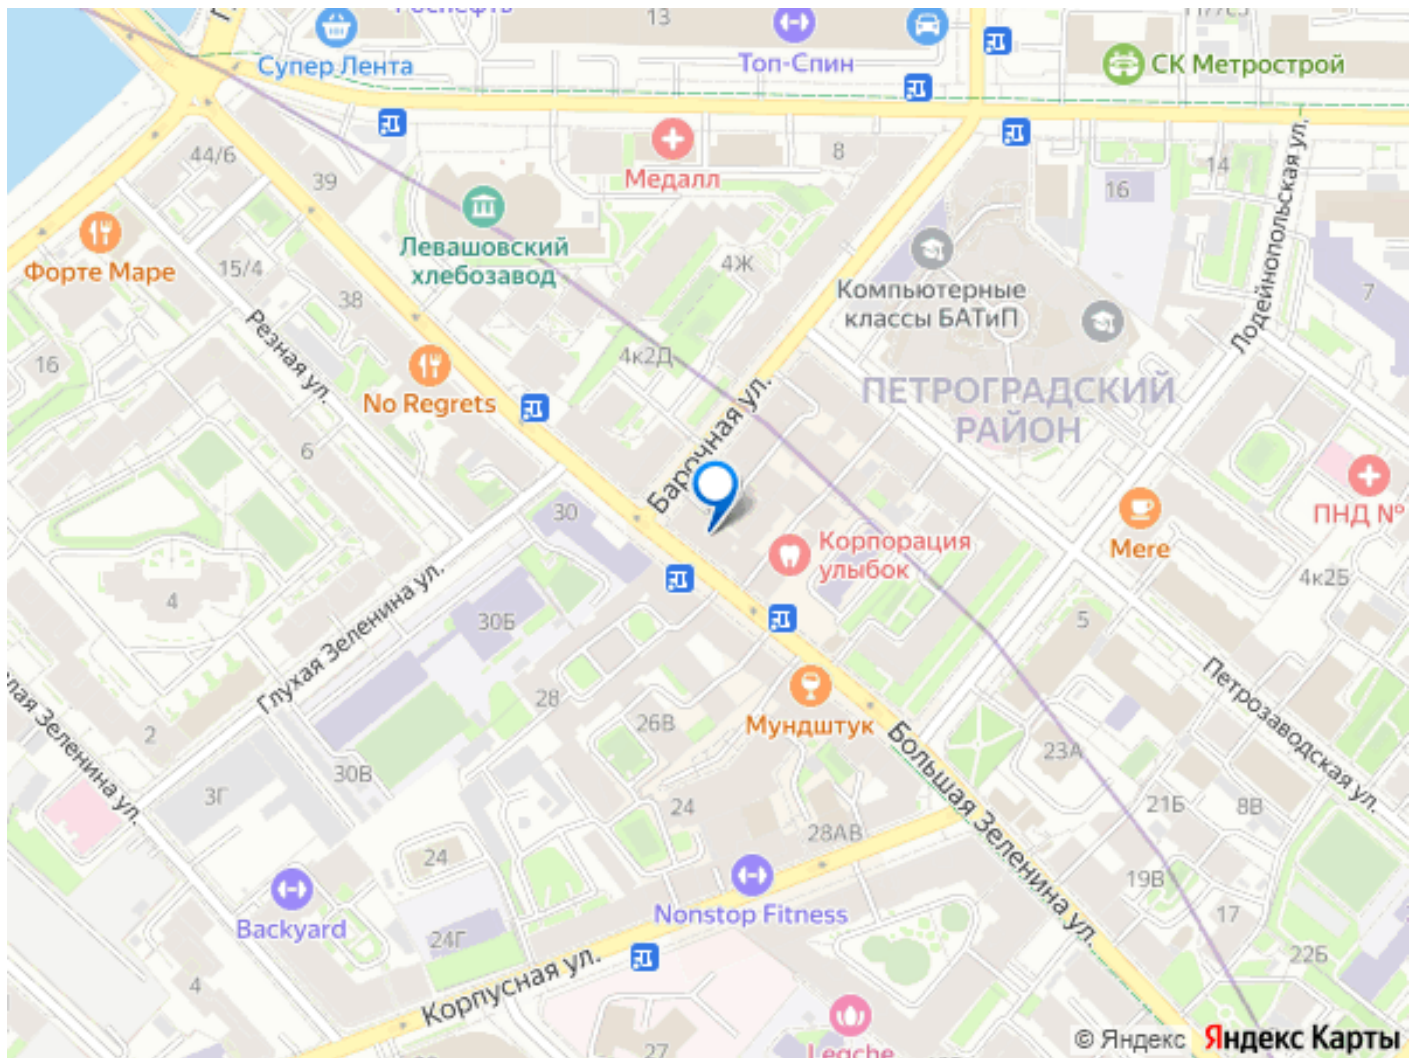 13
Супер Лента
Топ-Спин
СК Метрострой
44/6
39
Медалл
8
14
16
Лодейнопольская ул.
Форте Маре
15/4
Левашовский
хлебозавод
4Ж
Компьютерные
классы БАТиП
7
38
Резная ул.
16
No Regrets
4к2Д
Барочная ул.
ПЕТРОГРАДСКИЙ
РАЙОН
6
30
ПНД №
Mere
Корпорация
улыбок
4к2Б
4
Глухая Зеленина ул.
30Б
5
28
26В
Мундштук
Петрозаводская ул.
2
лая Зеленина ул.
30В
3Г
24
23А
Большая Зеленина ул.
21Б
8В
28АВ
24
19В
Backyard
Nonstop Fitness
17
24Г
22Б
4
Корпусная ул.
27
Legche
© Яндекс Яндекс Карты